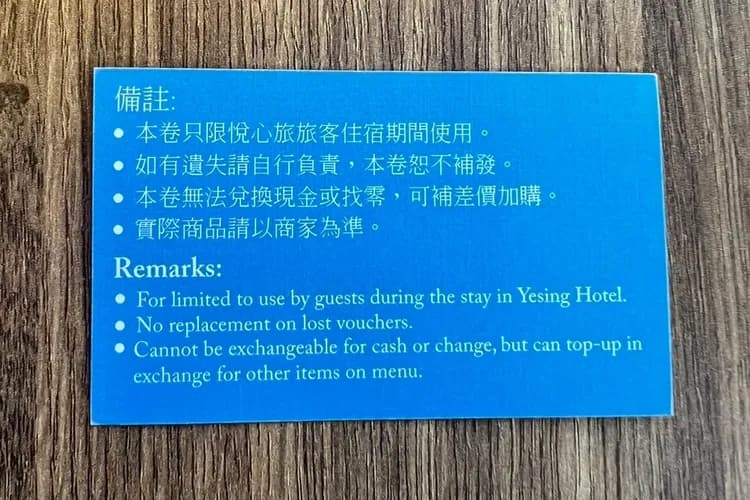 備註:
• 本卷只限悅心旅旅客住宿期間使用。
• 如有遺失請自行負責，本卷恕不補發。
• 本卷無法兌換現金或找零，可補差價加購。
• 實際商品請以商家為準。
Remarks:
• For limited to use by guests during the stay in Yesing Hotel.
• No replacement on lost vouchers.
• Cannot be exchangeable for cash or change, but can top-up in
exchange for other items on menu.